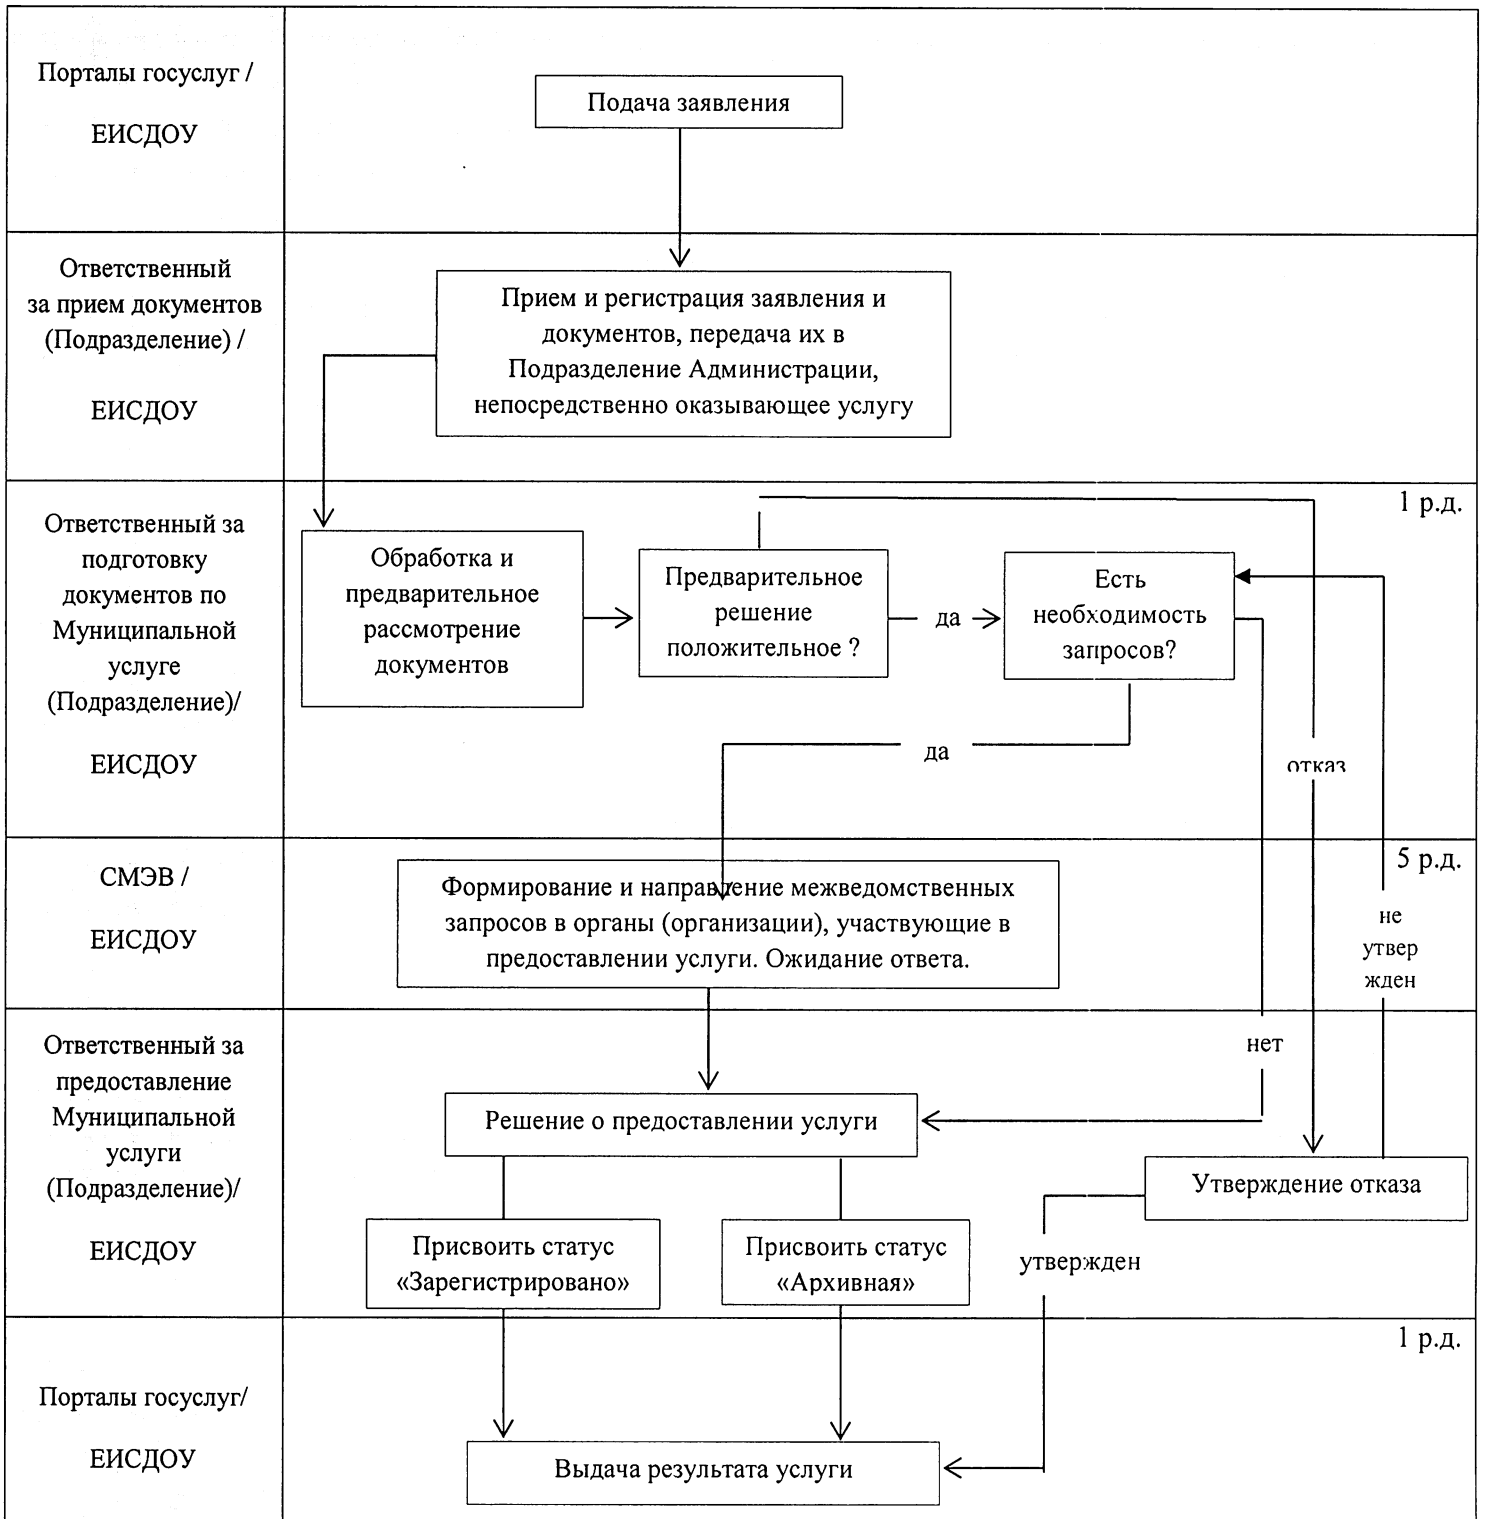 Порталы госуслуг /
ЕИСДОУ
Подача заявления
Ответственный
за прием документов
(Подразделение) /
ЕИСДОУ
Прием и регистрация заявления и
документов, передача их в
Подразделение Администрации,
непосредственно оказывающее услугу
1 р.д.
Ответственный за
подготовку
документов по
Муниципальной
услуге
(Подразделение)/
ЕИСДОУ
Обработка и
предварительное
рассмотрение
документов
Предварительное
решение
положительное ?
да
Есть
необходимость
запросов?
да
отказ
СМЭВ /
ЕИСДОУ
5 р.д.
Формирование и направление межведомственных
запросов в органы (организации), участвующие в
предоставлении услуги. Ожидание ответа.
не
утвер
жден
Ответственный за
предоставление
Муниципальной
услуги
(Подразделение)/
ЕИСДОУ
нет
Решение о предоставлении услуги
Утверждение отказа
Присвоить статус
«Зарегистрировано»
Присвоить статус
«Архивная»
утвержден
1 р.д.
Порталы госуслуг/
ЕИСДОУ
Выдача результата услуги